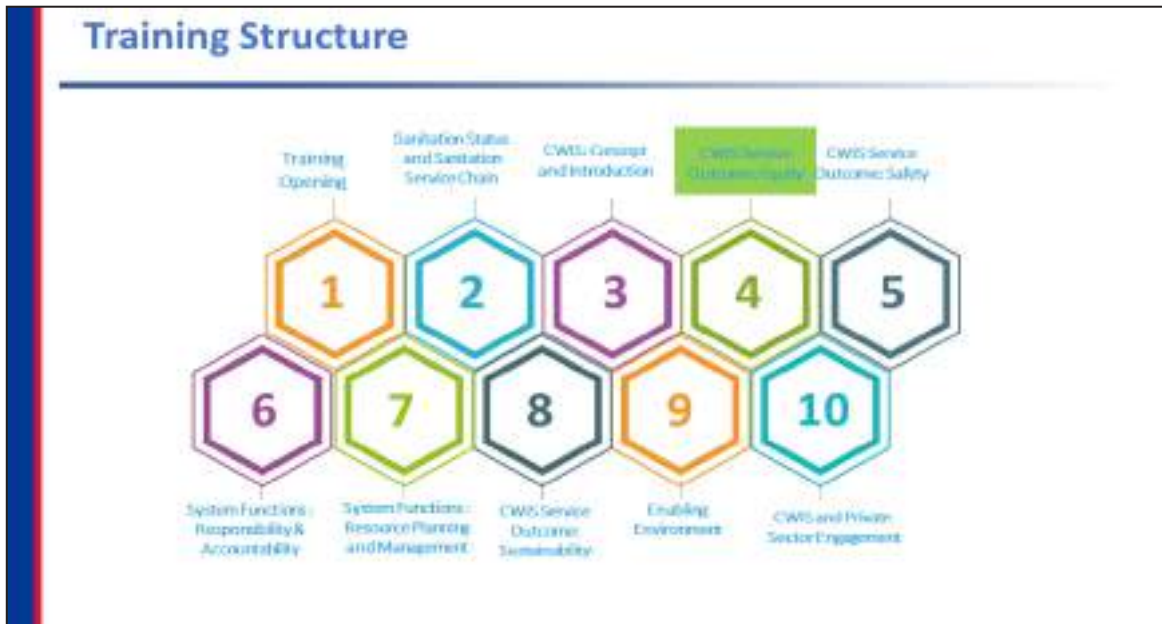 Training Structure
Training
Opening
Sanitation Status
and Sanitation
Service Chain
CWIS: Concept
and Introduction
CWIS Service
Outcome: Equity
CWIS Service
Outcome: Safety
1
2
3
4
5
6
7
8
9
10
System Functions :
Responsibility &
Accountability
System Functions :
Resource Planning
and Management
CWIS Service
Outcome:
Sustainability
Enabling
Environment
CWIS and Private
Sector Engagement